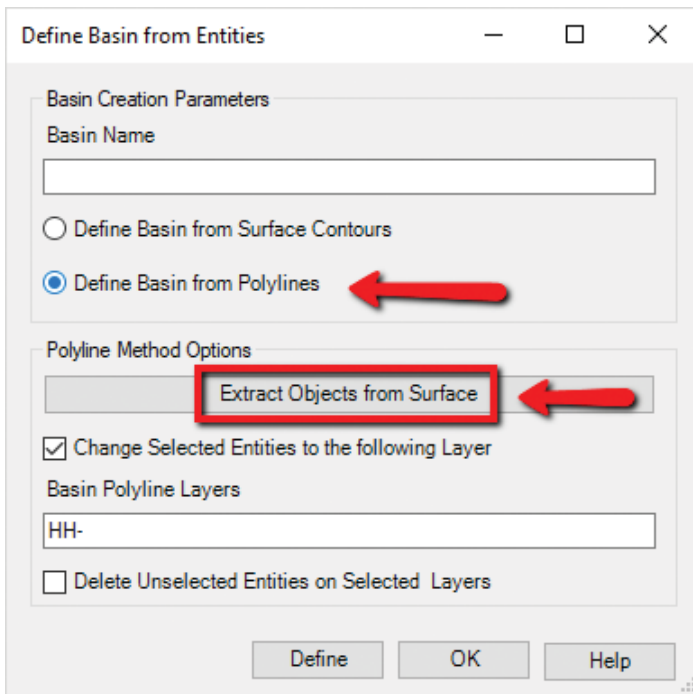 Define Basin from Entities
Basin Creation Parameters
Basin Name
Define Basin from Surface Contours
Define Basin from Polylines
Polyline Method Options
Extract Objects from Surface
Change Selected Entities to the following Layer
Basin Polyline Layers
HH-
Delete Unselected Entities on Selected Layers
Define OK Help